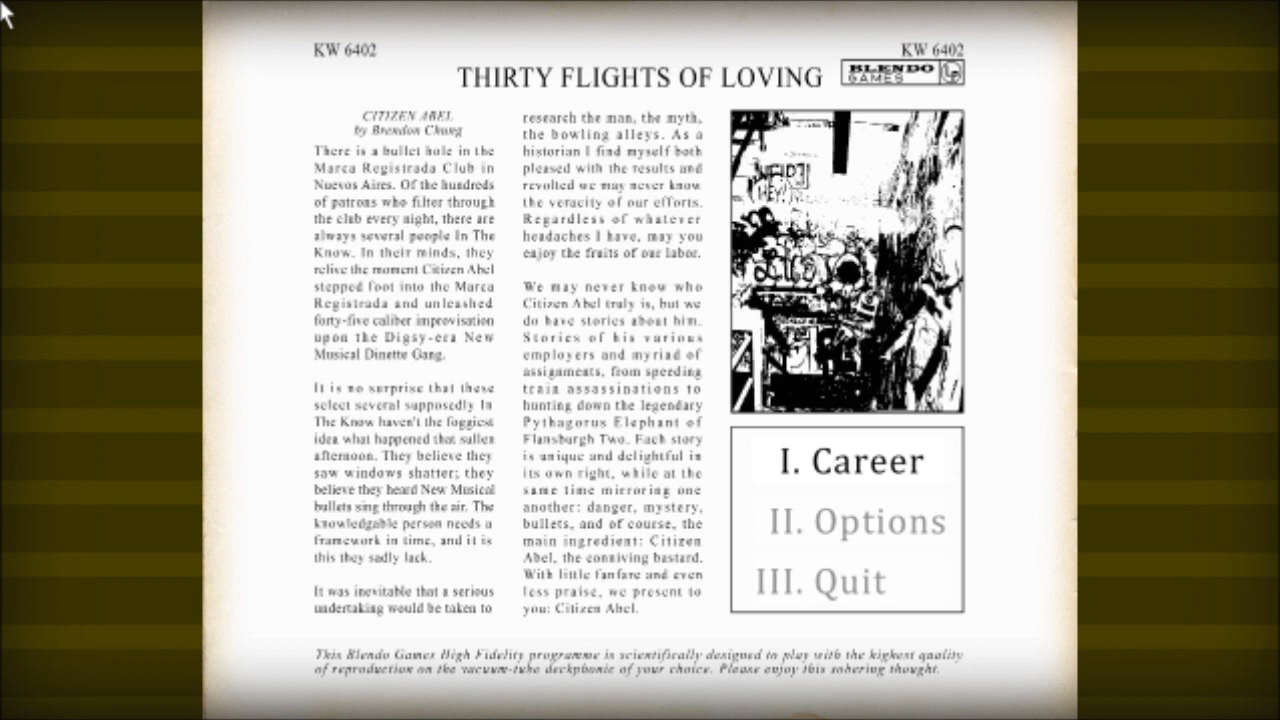 KW 6402
KW 6402
THIRTY FLIGHTS OF LOVING
BLENDO
GAMES
CITIZEN ABEL
by Brendon Chung
There is a bullet hole in the
Marca Registrada Club in
Nuevos Aires. Of the hundreds
of patrons who filter through
the club every night, there are
always several people In The
Know. In their minds, they
relive the moment Citizen Abel
stepped foot into the Marca
Registrada and unleashed
forty-five caliber improvisation
upon the Digsy-era New
Musical Dinette Gang.
It is no surprise that these
select several supposedly In
The Know haven't the foggiest
idea what happened that sullen
afternoon. They believe they
saw windows shatter; they
believe they heard New Musical
bullets sing through the air. The
knowledgable person needs a
framework in time, and it is
this they sadly lack.
It was inevitable that a serious
undertaking would be taken to
research the man, the myth,
the bowling alleys. As a
historian I find myself both
pleased with the results and
revolted we may never know
the veracity of our efforts.
Regardless of whatever
headaches I have, may you
enjoy the fruits of our labor.
We may never know who
Citizen Abel truly is, but we
do have stories about him.
Stories of his various
employers and myriad of
assignments, from speeding
train assassinations to
hunting down the legendary
Pythagorus Elephant of
Flansburgh Two. Each story
is unique and delightful in
its own right, while at the
same time mirroring one
another: danger, mystery,
bullets, and of course, the
main ingredient: Citizen
Abel, the conniving bastard.
With little fanfare and even
less praise, we present to
you: Citizen Abel.
I. Career
II. Options
III. Quit
This Blendo Games High Fidelity programme is scientifically designed to play with the highest quality
of reproduction on the vacuum-tube deckphonic of your choice. Please enjoy this sobering thought.